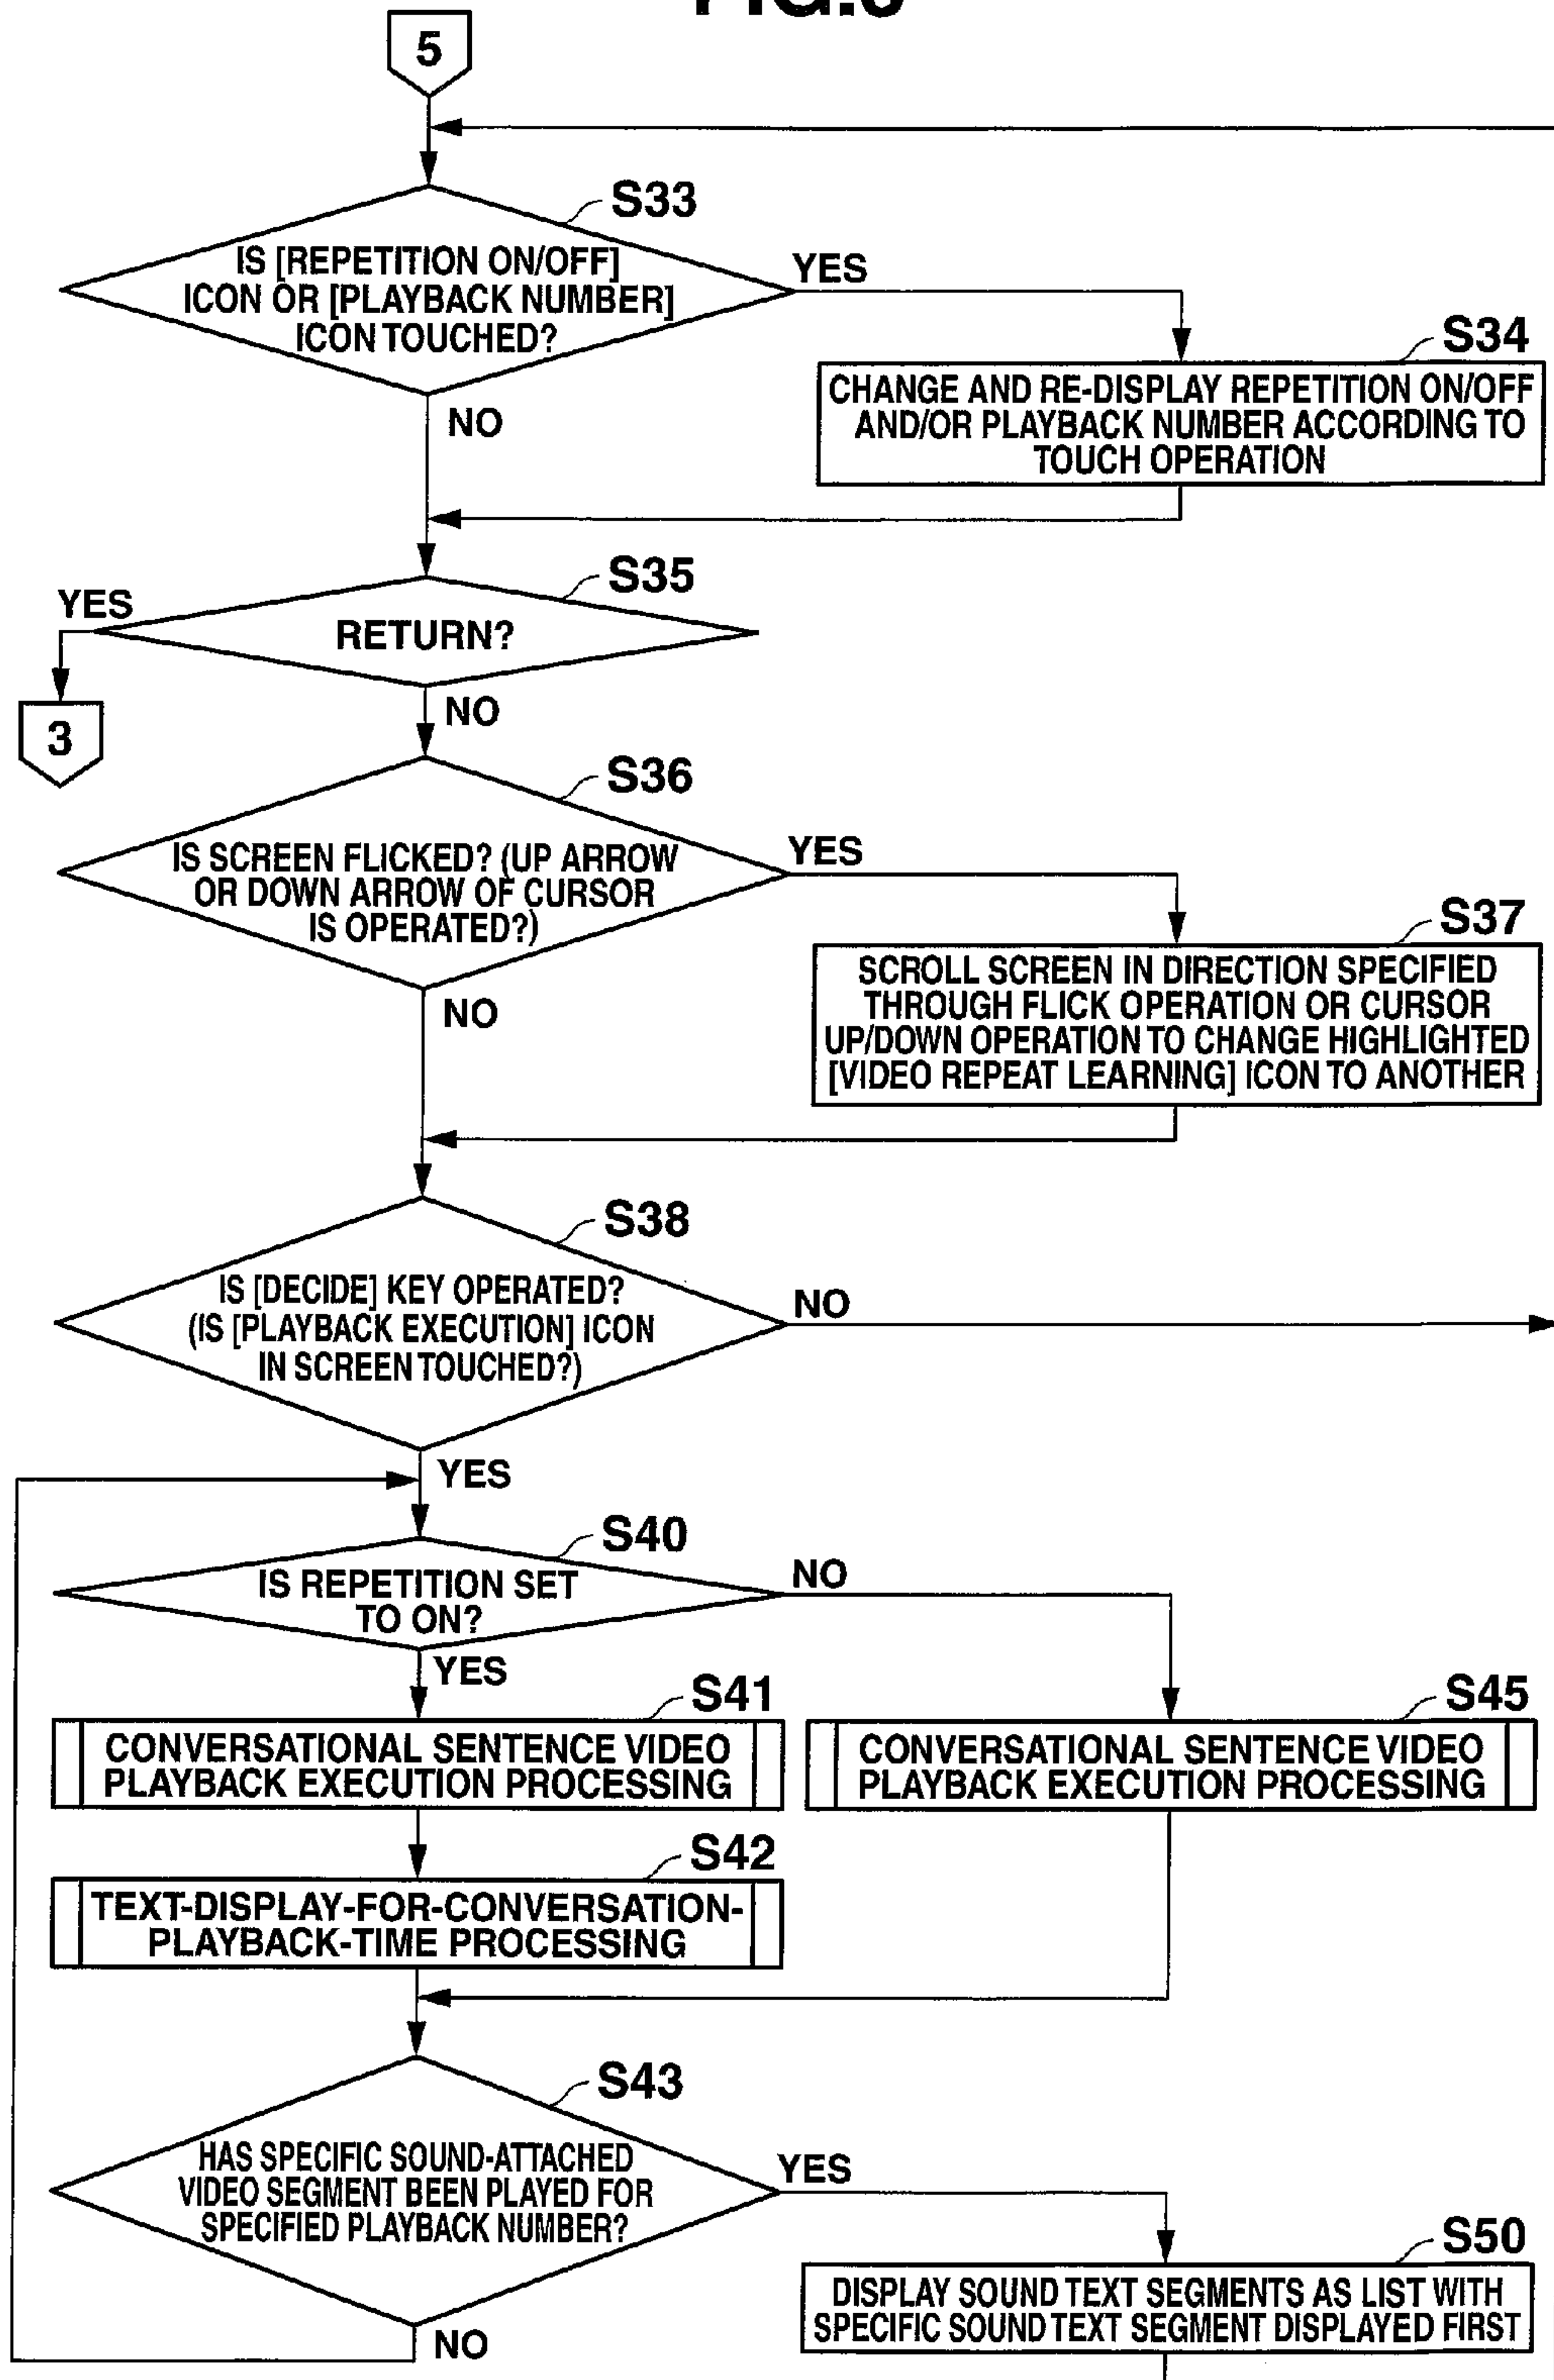 5
S33
IS [REPETITION ON/OFF]
ICON OR [PLAYBACK NUMBER]
ICON TOUCHED?
YES
NO
S34
CHANGE AND RE-DISPLAY REPETITION ON/OFF
AND/OR PLAYBACK NUMBER ACCORDING TO
TOUCH OPERATION
S35
YES
RETURN?
NO
3
S36
IS SCREEN FLICKED? (UP ARROW
OR DOWN ARROW OF CURSOR
IS OPERATED?)
YES
NO
S37
SCROLL SCREEN IN DIRECTION SPECIFIED
THROUGH FLICK OPERATION OR CURSOR
UP/DOWN OPERATION TO CHANGE HIGHLIGHTED
[VIDEO REPEAT LEARNING] ICON TO ANOTHER
S38
IS [DECIDE] KEY OPERATED?
(IS [PLAYBACK EXECUTION] ICON
IN SCREEN TOUCHED?)
NO
YES
S40
IS REPETITION SET
TO ON?
NO
YES
S41
CONVERSATIONAL SENTENCE VIDEO
PLAYBACK EXECUTION PROCESSING
S45
CONVERSATIONAL SENTENCE VIDEO
PLAYBACK EXECUTION PROCESSING
S42
TEXT-DISPLAY-FOR-CONVERSATION-
PLAYBACK-TIME PROCESSING
S43
HAS SPECIFIC SOUND-ATTACHED
VIDEO SEGMENT BEEN PLAYED FOR
SPECIFIED PLAYBACK NUMBER?
YES
NO
S50
DISPLAY SOUND TEXT SEGMENTS AS LIST WITH
SPECIFIC SOUND TEXT SEGMENT DISPLAYED FIRST